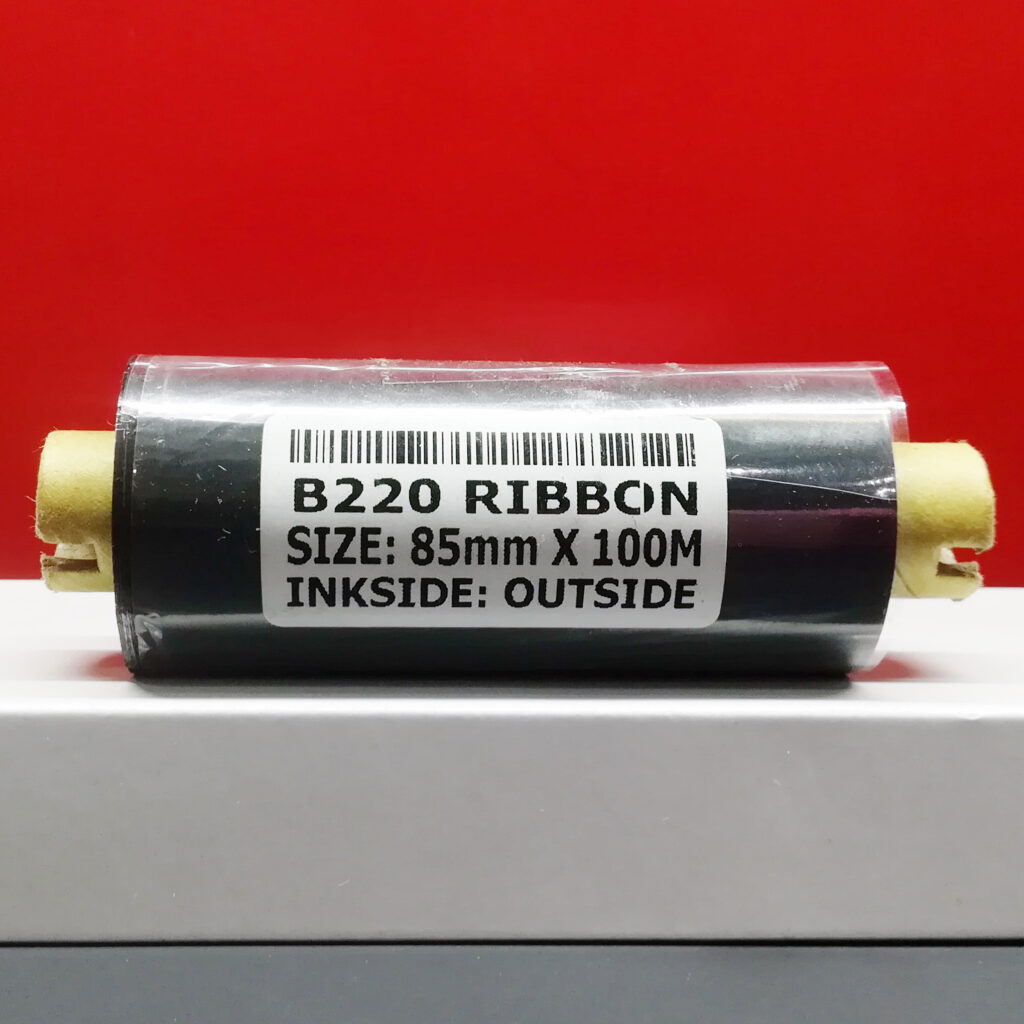 B220 RIBBON
SIZE: 85mm X 100M
INKSIDE: OUTSIDE